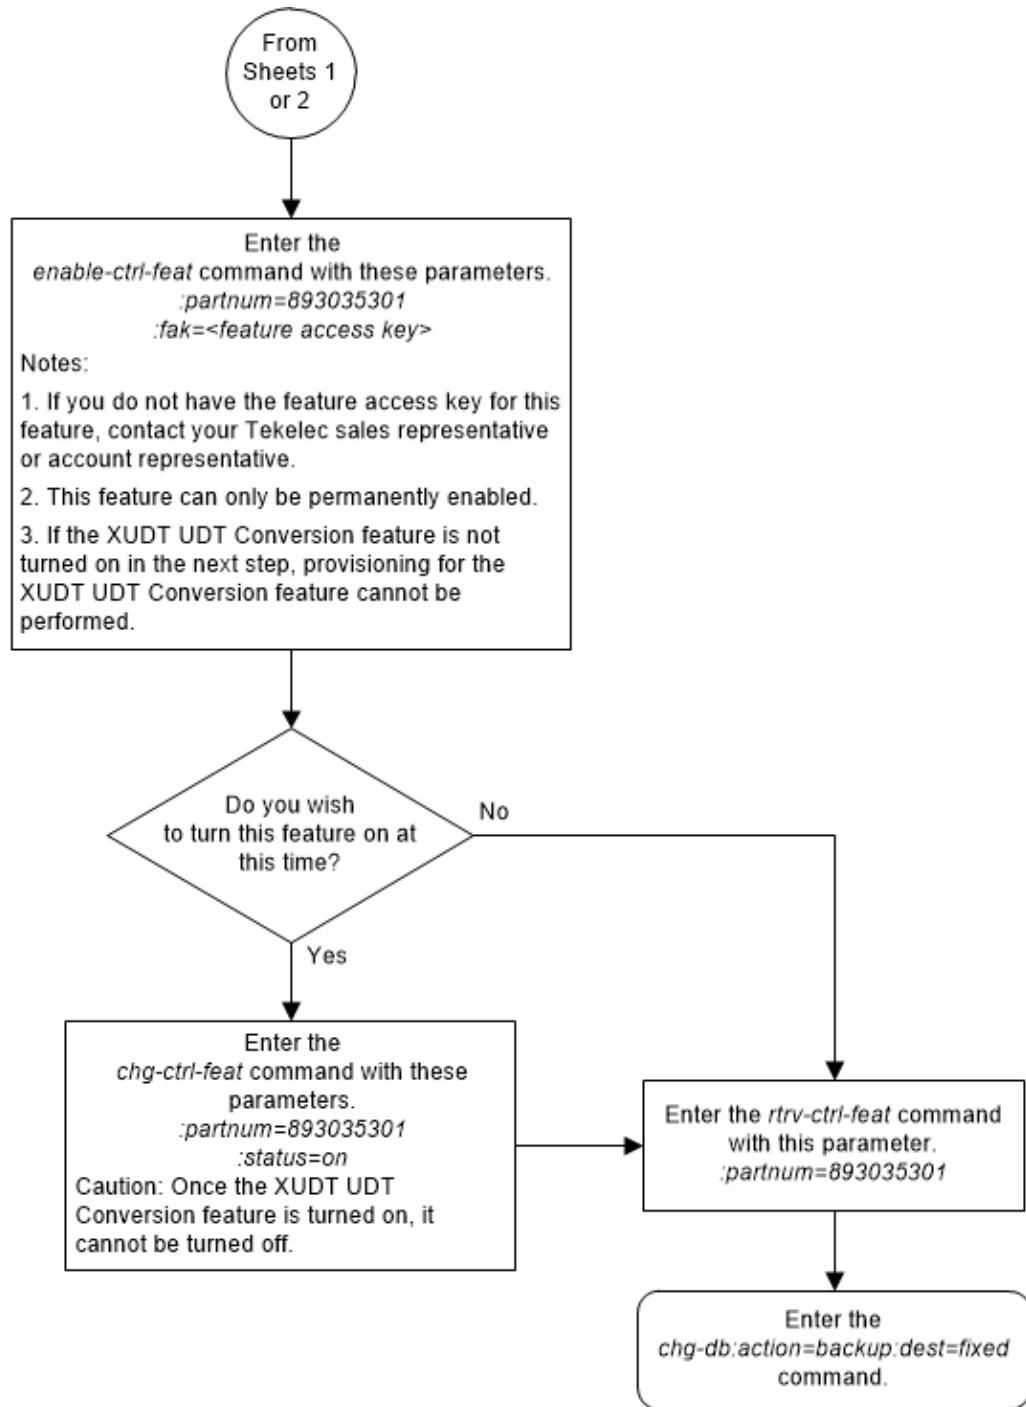 From
Sheets 1
or 2
Enter the
enable-ctrl-feat command with these parameters.
:partnum=893035301
:fak=<feature access key>
Notes:
1. If you do not have the feature access key for this
feature, contact your Tekelec sales representative
or account representative.
2. This feature can only be permanently enabled.
3. If the XUDT UDT Conversion feature is not
turned on in the next step, provisioning for the
XUDT UDT Conversion feature cannot be
performed.
Do you wish
to turn this feature on at
this time?
No
Yes
Enter the
chg-ctrl-feat command with these
parameters.
:partnum=893035301
:status=on
Caution: Once the XUDT UDT
Conversion feature is turned on, it
cannot be turned off.
Enter the rtrv-ctrl-feat command
with this parameter.
:partnum=893035301
Enter the
chg-db:action=backup:dest=fixed
command.